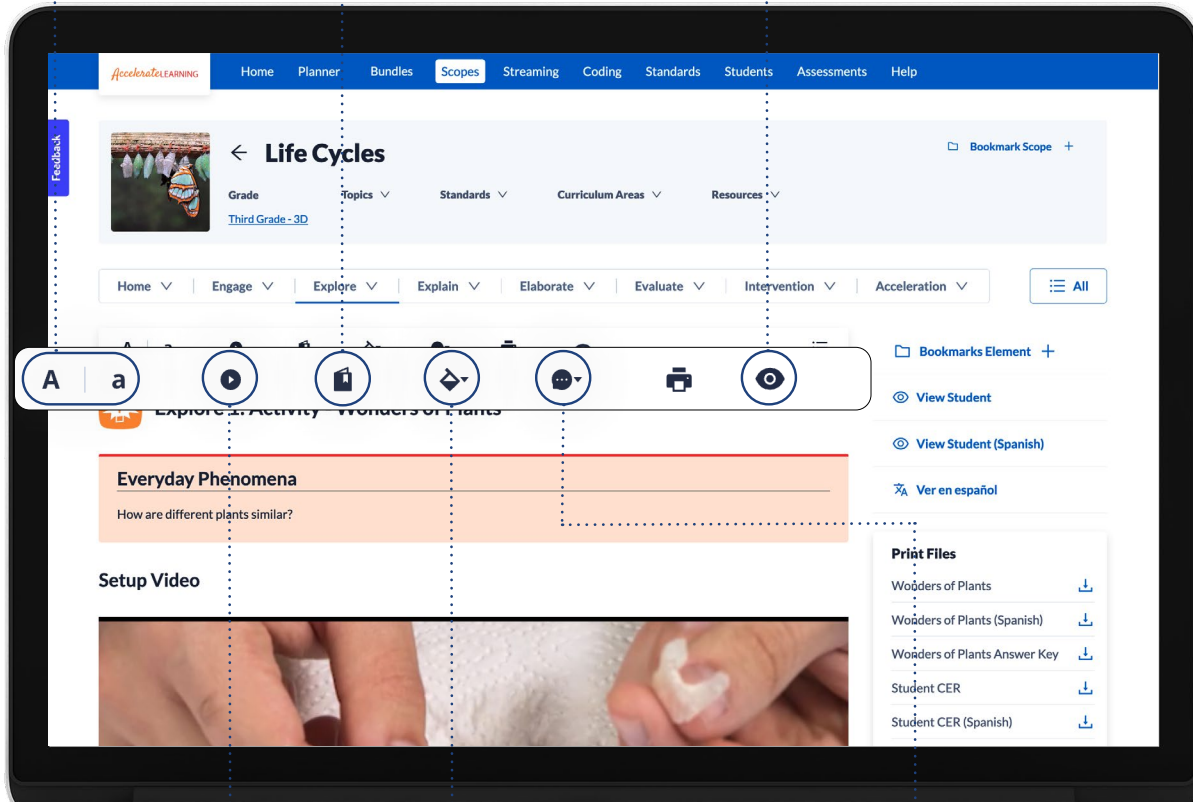 AccelerateLEARNING Home Planner Bundles Scopes Streaming Coding Standards Students Assessments Help
Feedback
Life Cycles
Bookmark Scope +
Grade Topics Standards Curriculum Areas Resources
Third Grade - 3D
Home Engage Explore Explain Elaborate Evaluate Intervention Acceleration All
A a
Bookmarks Element +
View Student
View Student (Spanish)
Ver en español
Explore 1: Activity - Wonders of Plants
Everyday Phenomena
How are different plants similar?
Setup Video
Print Files
Wonders of Plants
Wonders of Plants (Spanish)
Wonders of Plants Answer Key
Student CER
Student CER (Spanish)